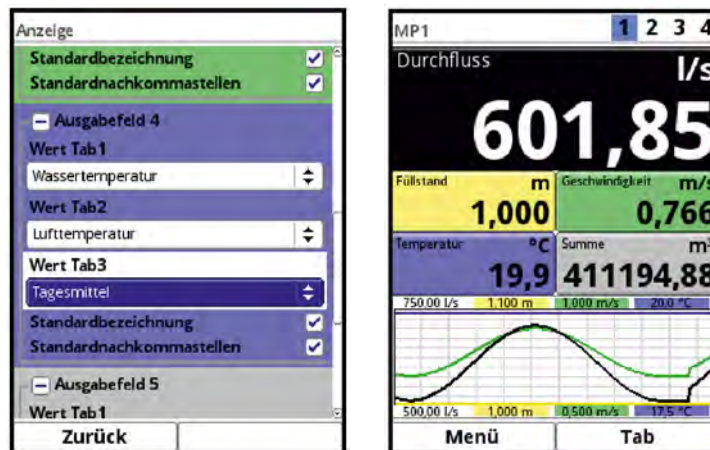 Anzeige
Standardbezeichnung
Standardnachkommastellen
Ausgabefeld 4
Wert Tab1
Wassertemperatur
Wert Tab2
Lufttemperatur
Wert Tab3
Tagesmittel
Standardbezeichnung
Standardnachkommastellen
Ausgabefeld 5
Wert Tab1
Zurück
MP1 1 2 3 4
Durchfluss l/s
601,85
Füllstand m Geschwindigkeit m/s
1,000 0,766
Temperatur °C Summe m³
19,9 411194,88
750,00 l/s 1,100 m 1,000 m/s 20,0 °C
500,00 l/s 1,000 m 0,500 m/s 17,5 °C
Menü Tab